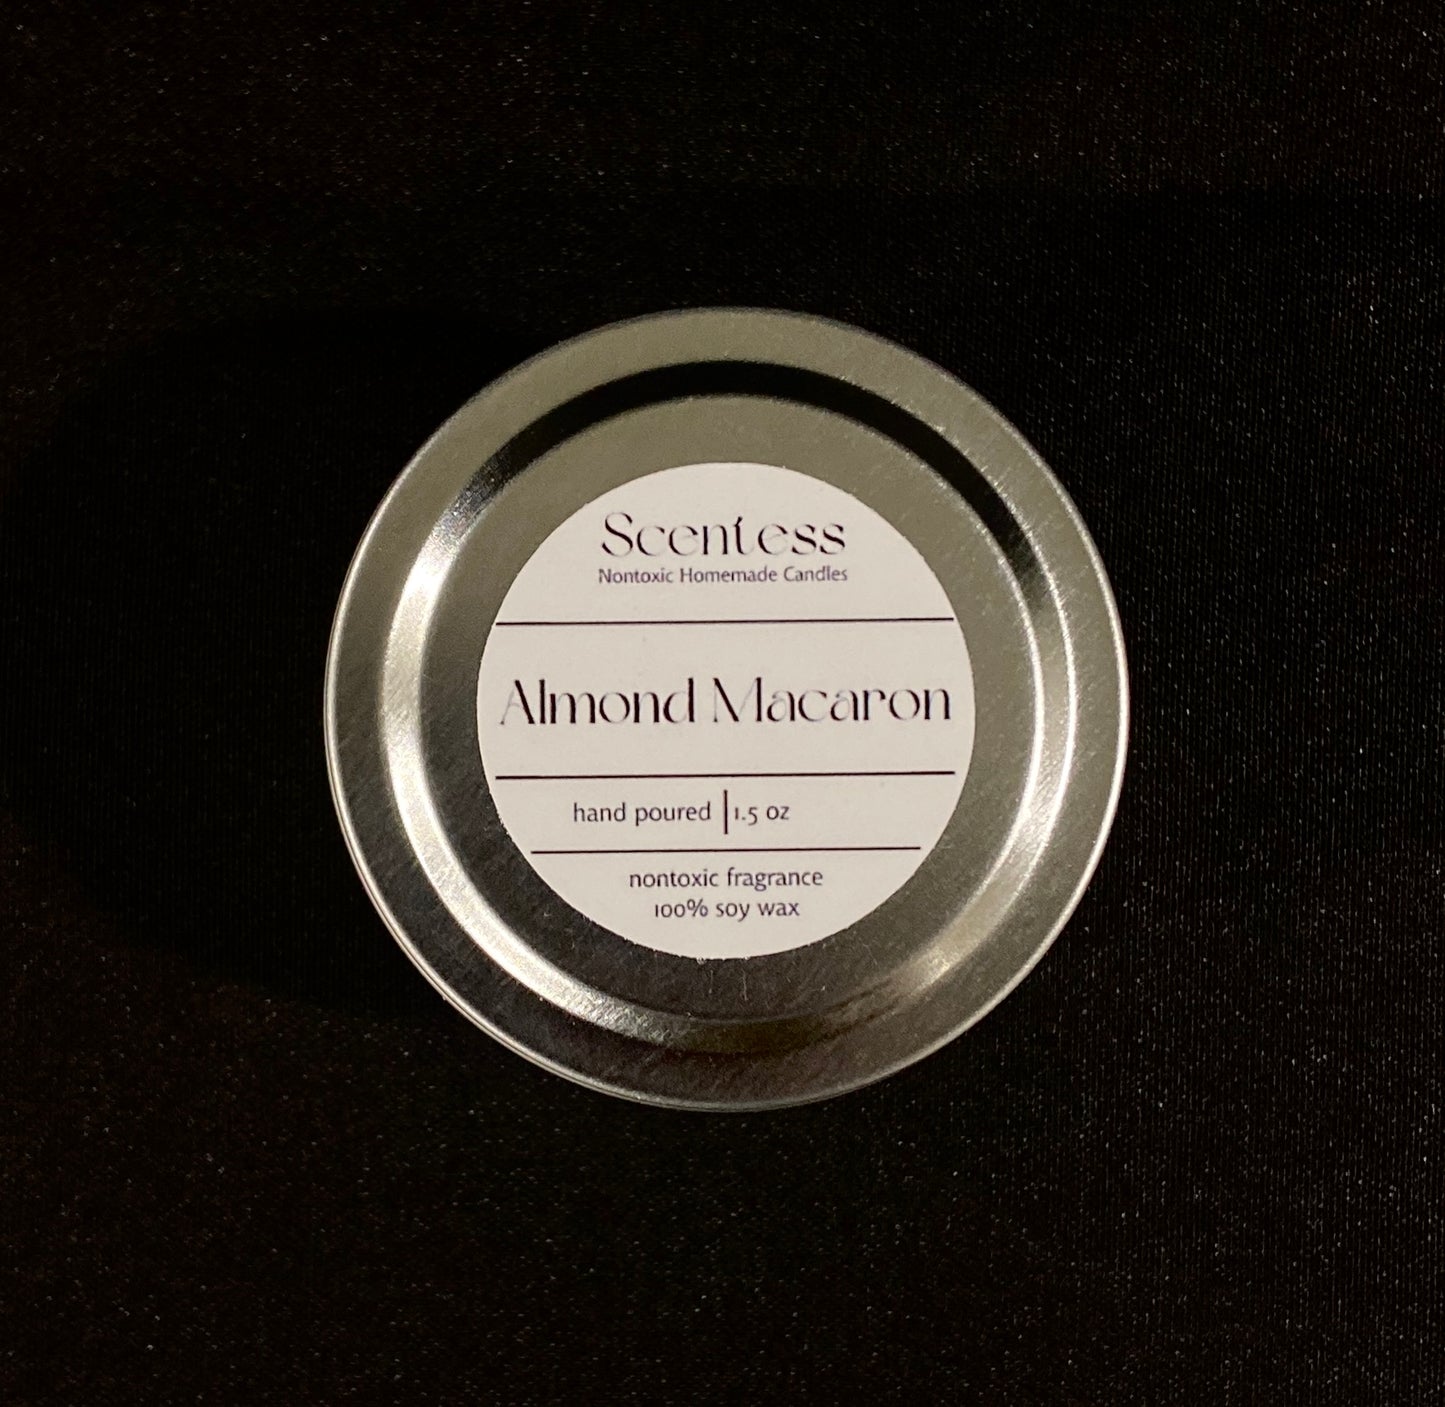 Scentess
Nontoxic Homemade Candles
Almond Macaron
hand poured | 1.5 oz
nontoxic fragrance
100% soy wax